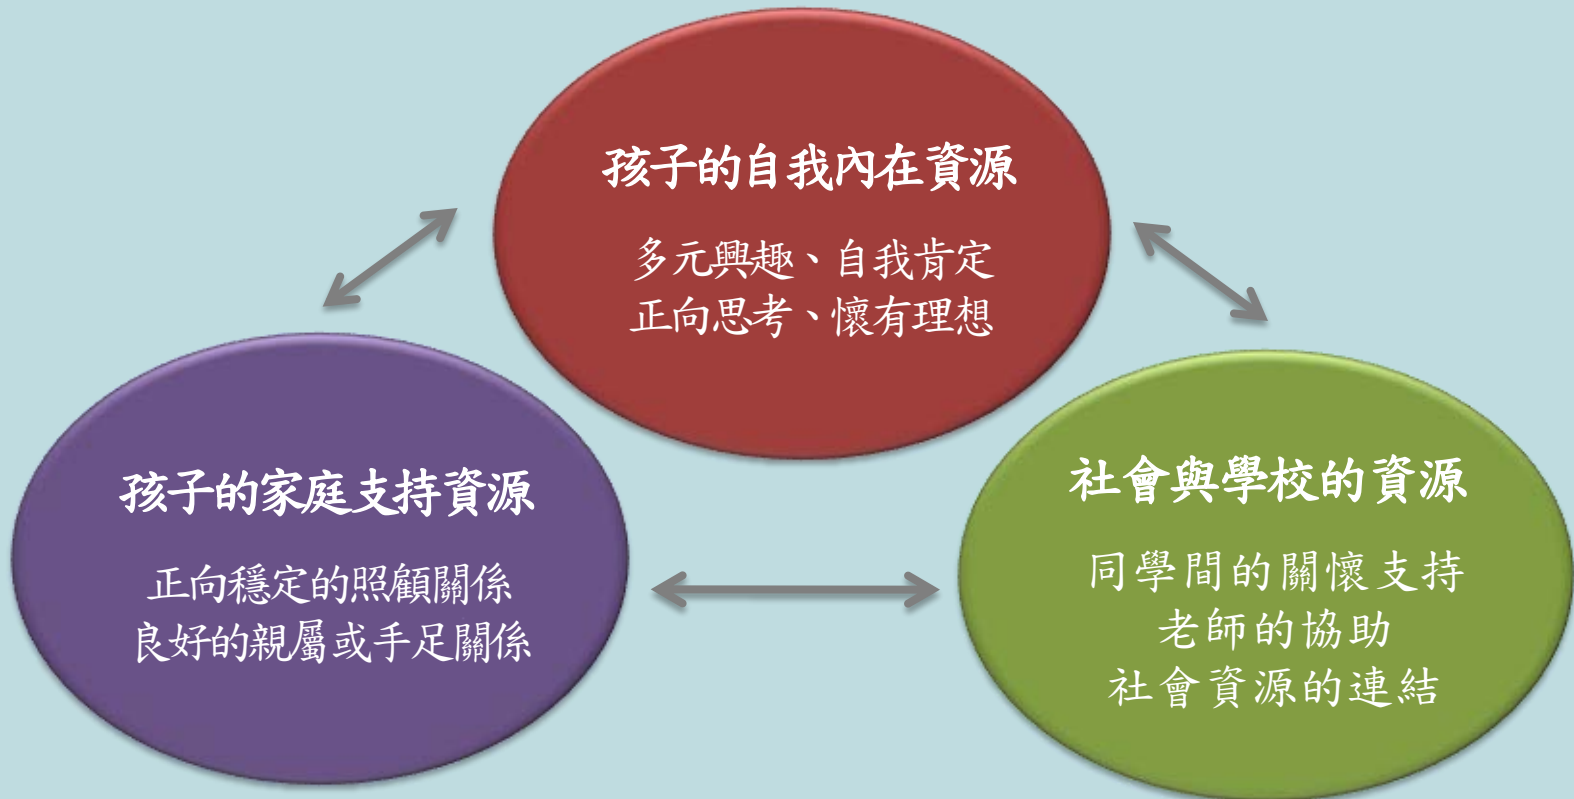 孩子的自我內在資源
多元興趣、自我肯定
正向思考、懷有理想
孩子的家庭支持資源
正向穩定的照顧關係
良好的親屬或手足關係
社會與學校的資源
同學間的關懷支持
老師的協助
社會資源的連結